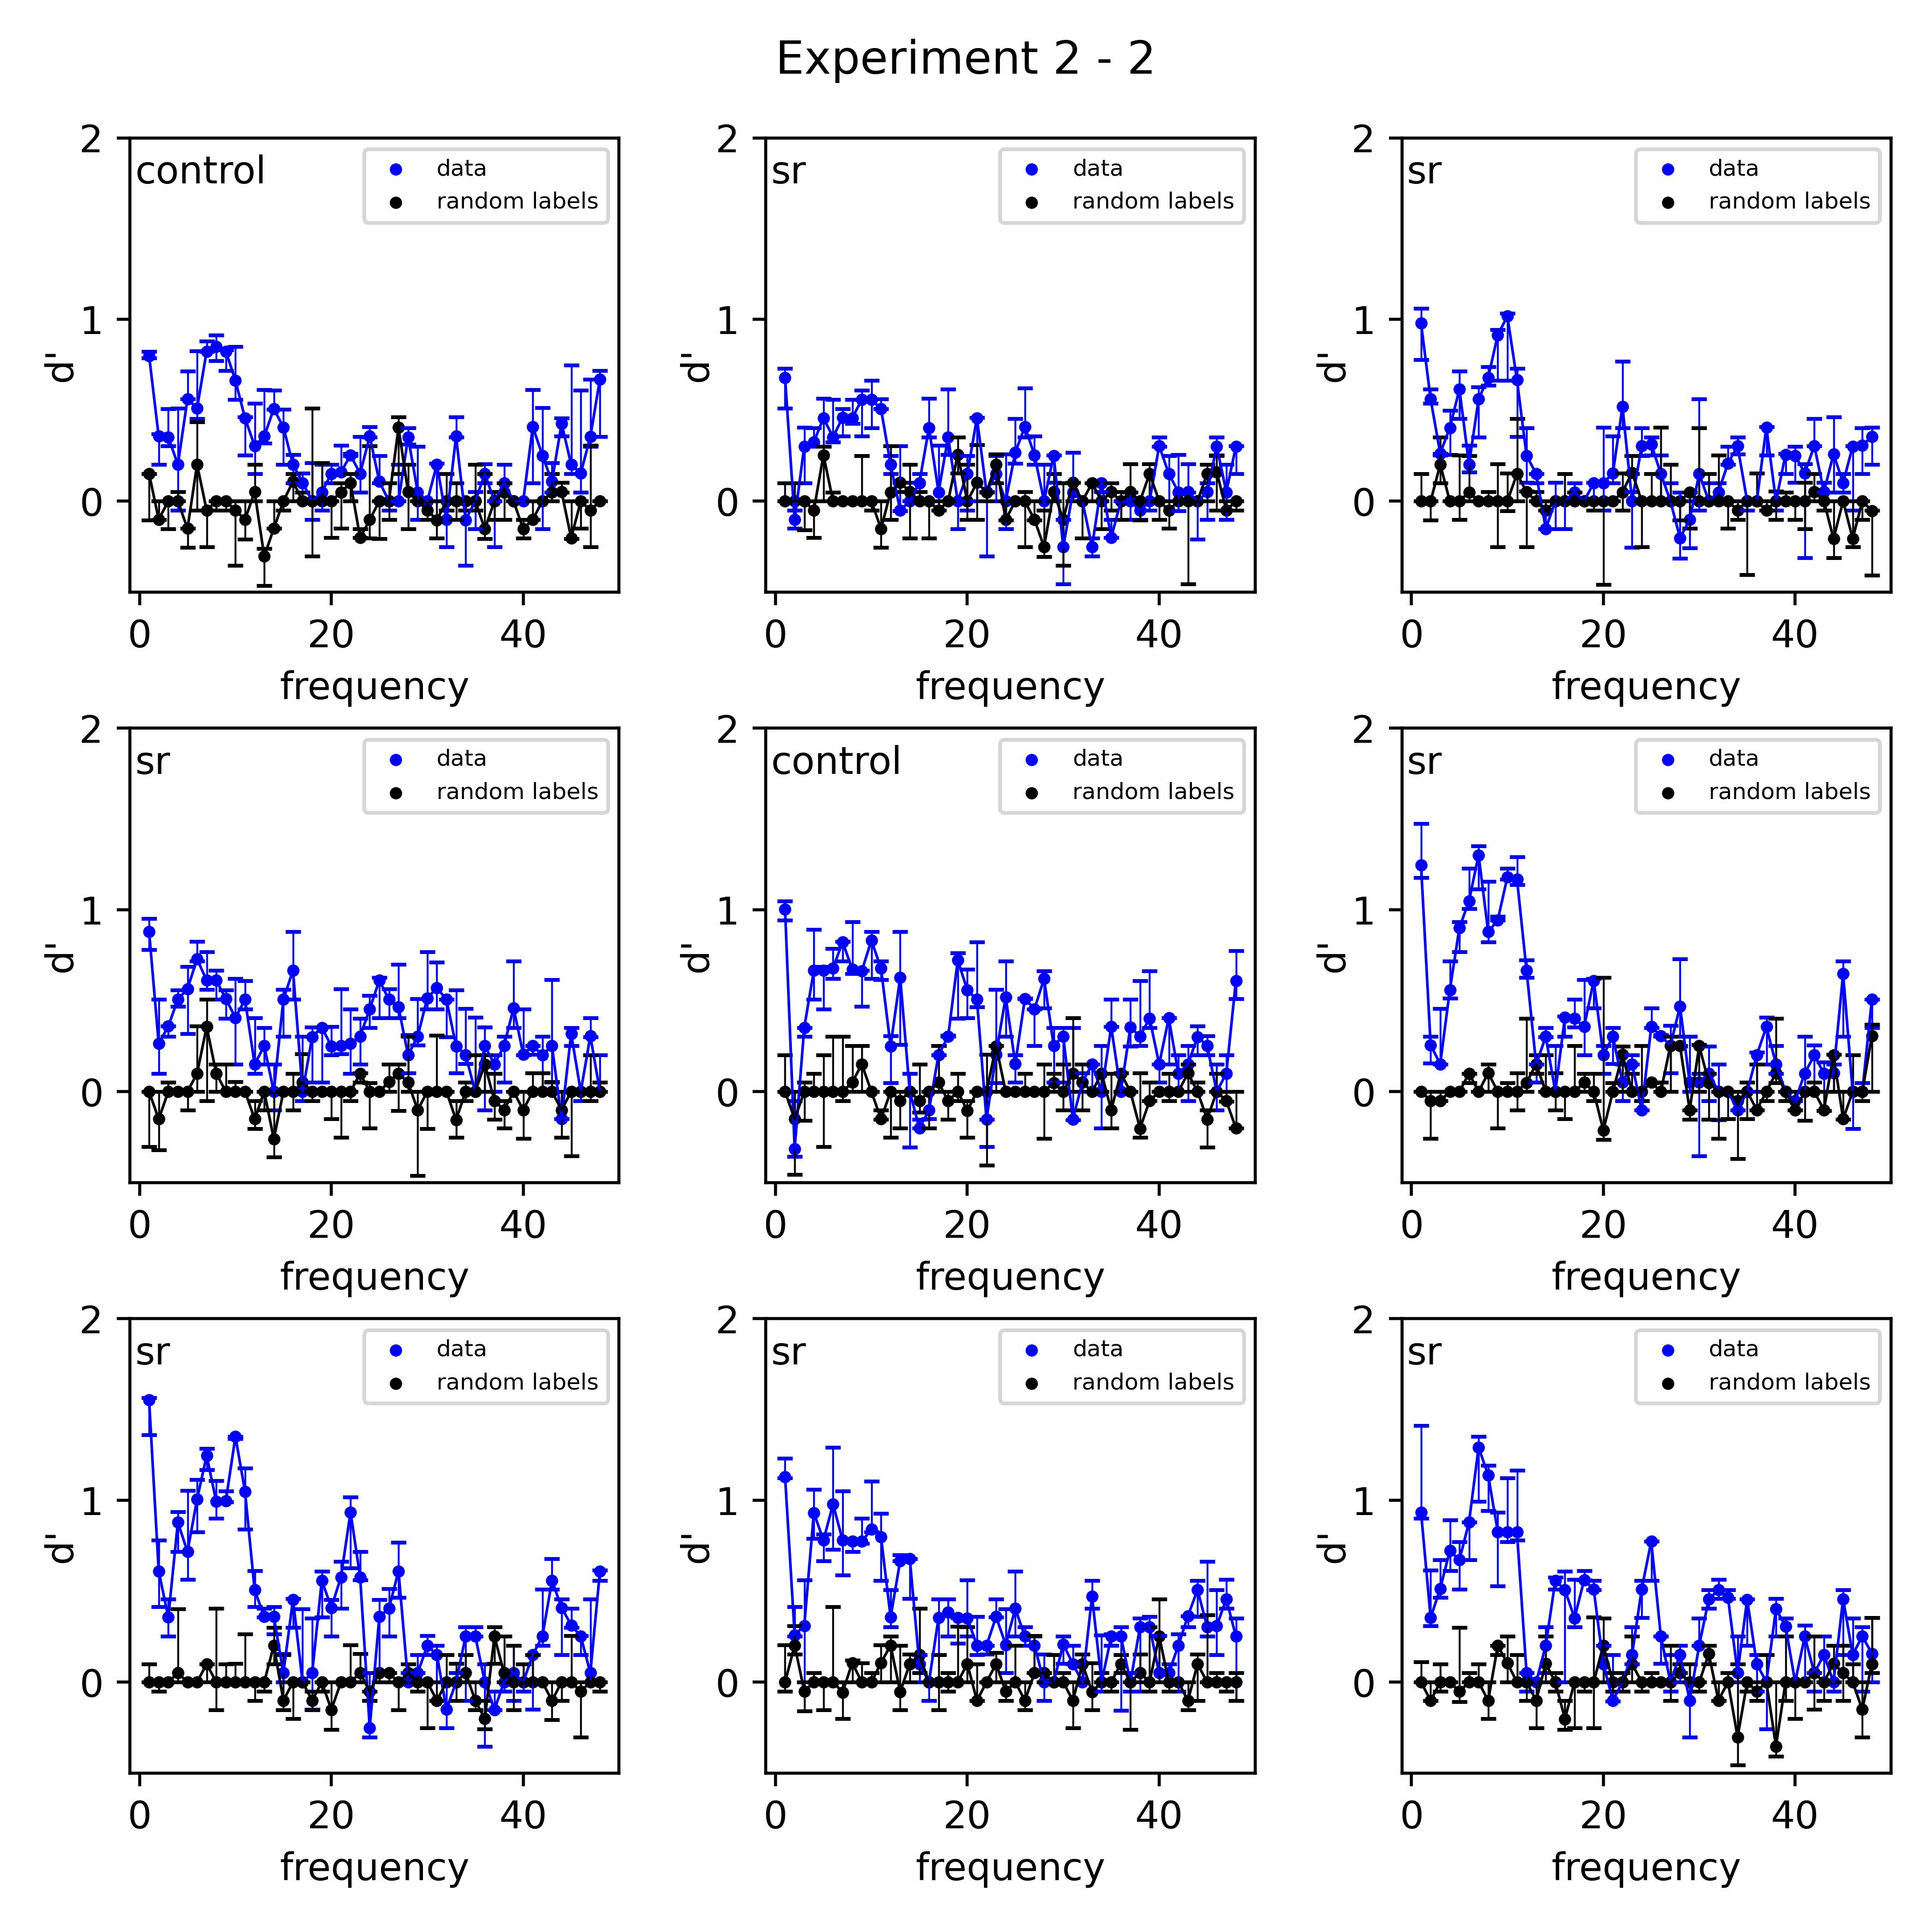 Experiment 2 - 2
control
data
random labels
2
1
0
d'
0 20 40
frequency
sr
data
random labels
2
1
0
d'
0 20 40
frequency
sr
data
random labels
2
1
0
d'
0 20 40
frequency
sr
data
random labels
2
1
0
d'
0 20 40
frequency
control
data
random labels
2
1
0
d'
0 20 40
frequency
sr
data
random labels
2
1
0
d'
0 20 40
frequency
sr
data
random labels
2
1
0
d'
0 20 40
frequency
sr
data
random labels
2
1
0
d'
0 20 40
frequency
sr
data
random labels
2
1
0
d'
0 20 40
frequency